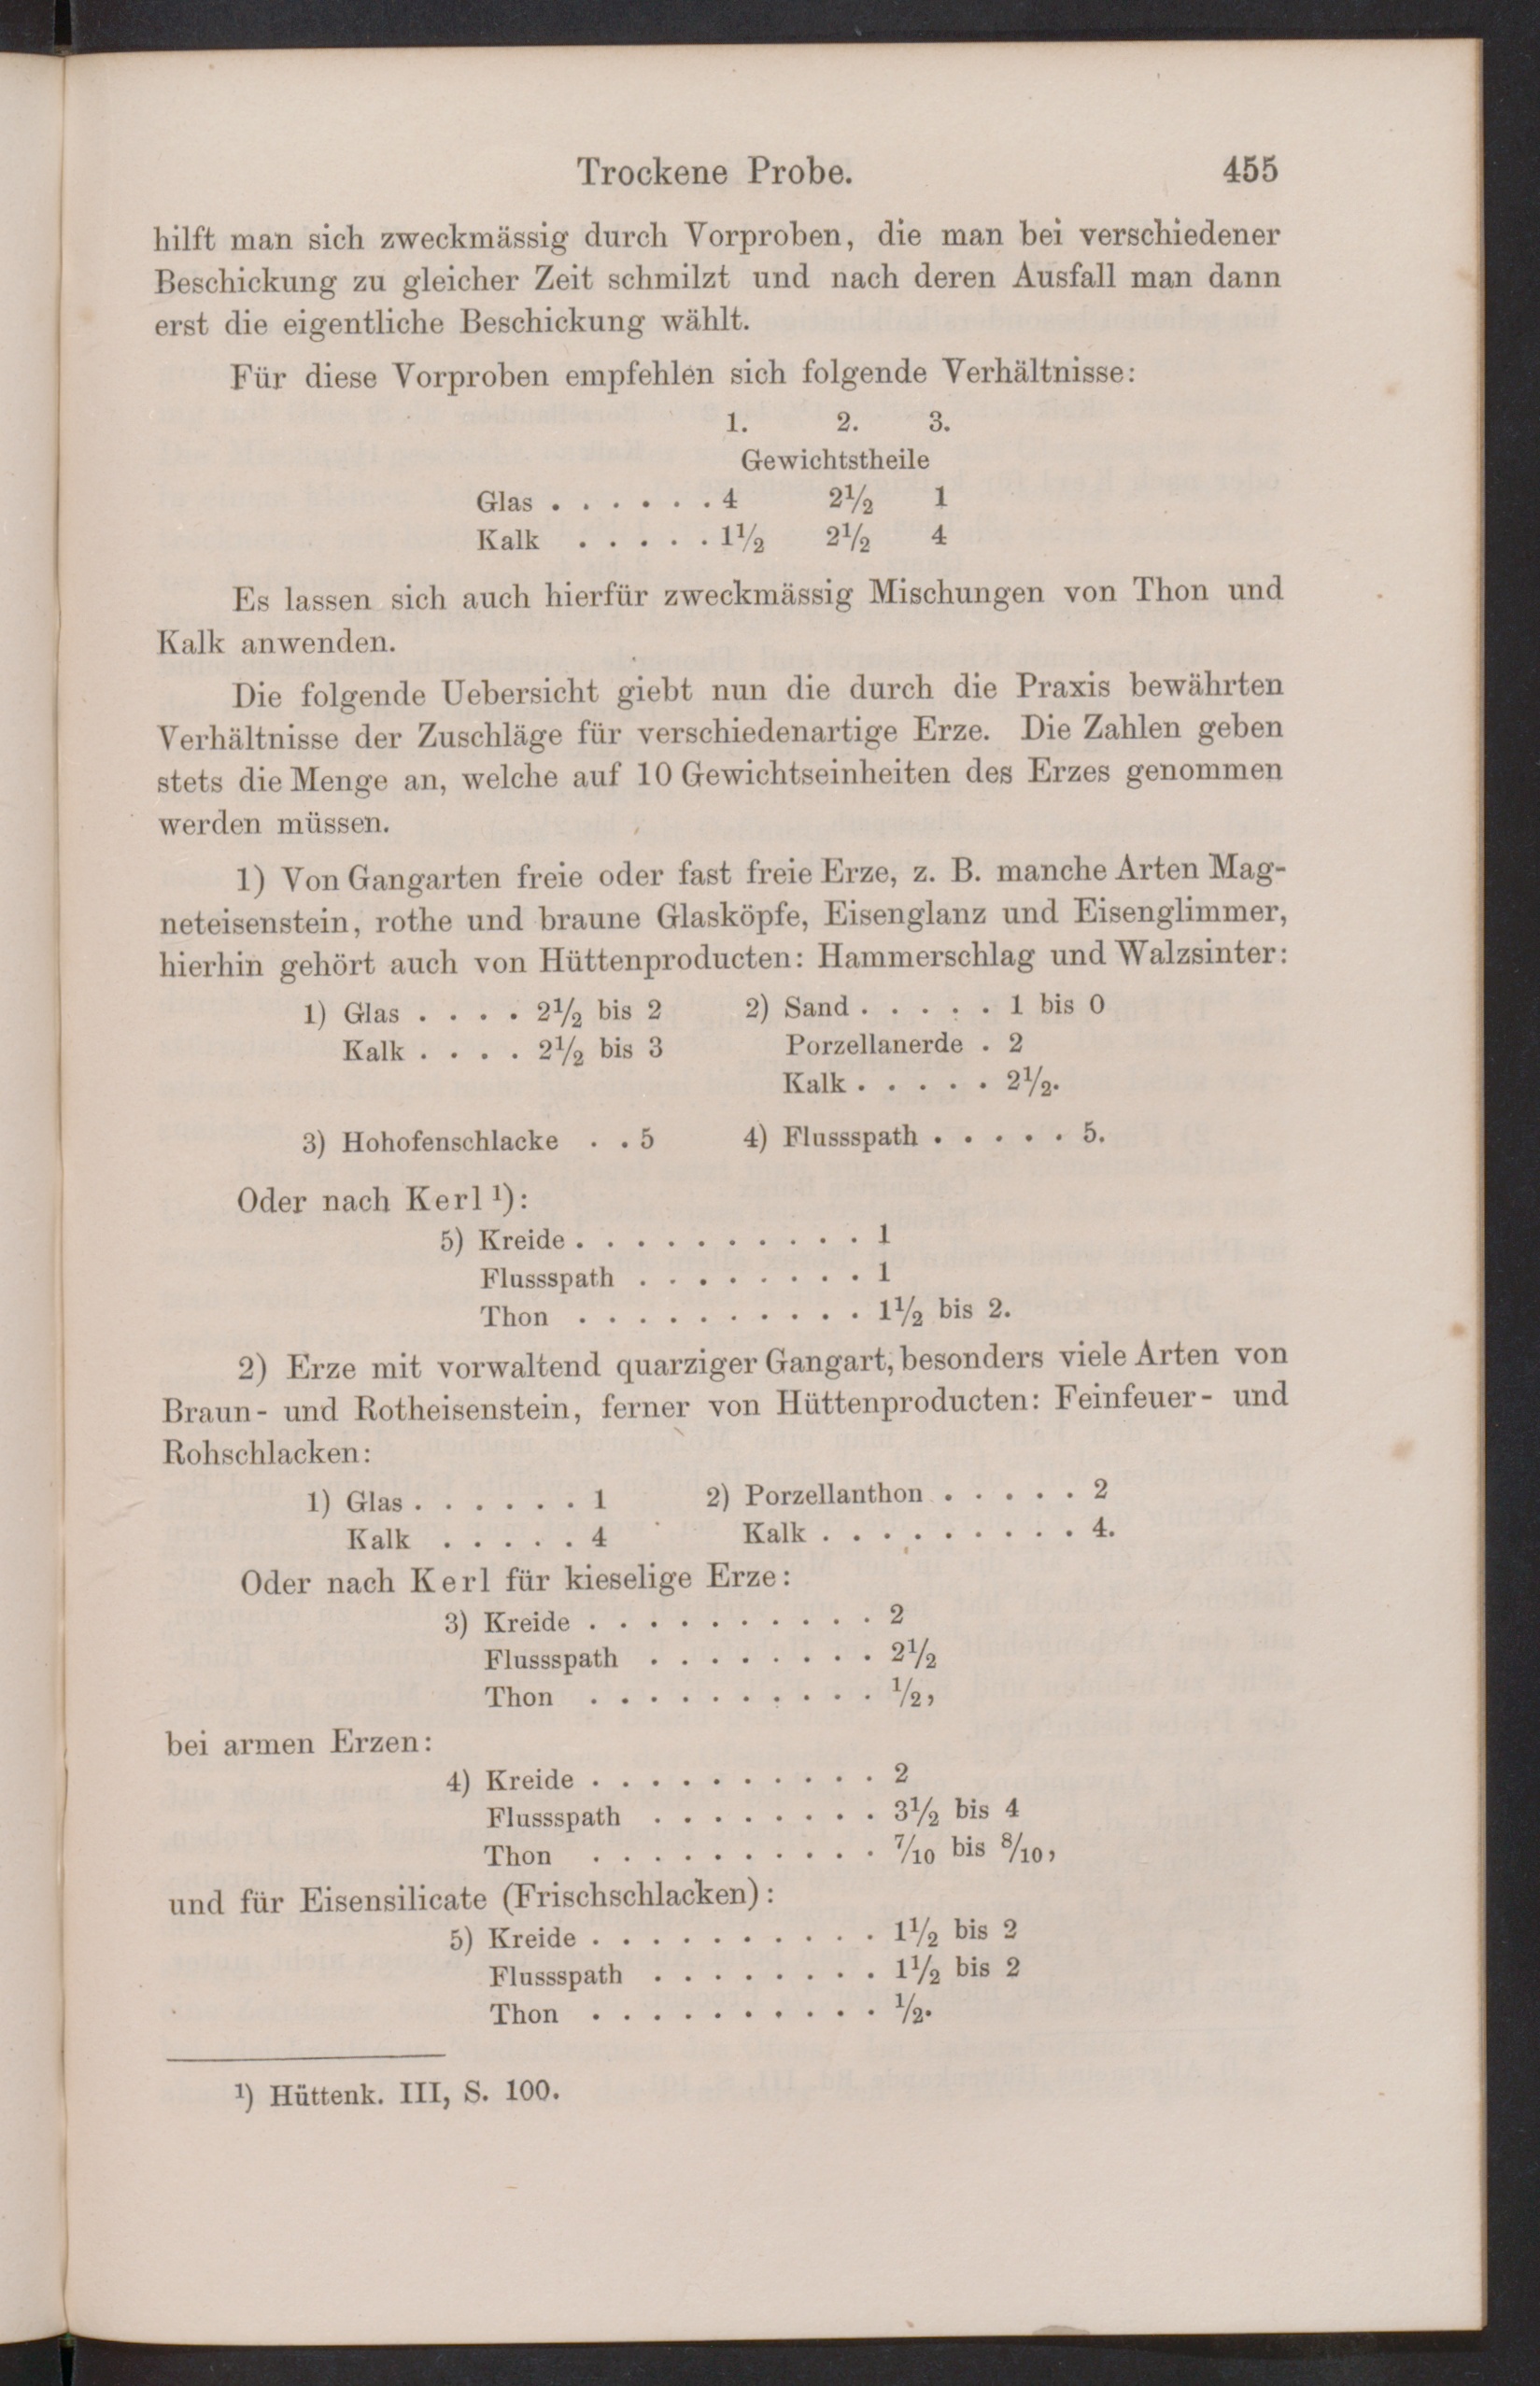 Trockene Probe. 455
hilft man sich zweckmässig durch Vorproben, die man bei verschiedener
Beschickung zu gleicher Zeit schmilzt und nach deren Ausfall man dann
erst die eigentliche Beschickung wählt.
Für diese Vorproben empfehlen sich folgende Verhältnisse:
1. 2. 3.
Gewichtstheile
Glas . . . . . . 4 2½ 1
Kalk . . . . . 1½ 2½ 4
Es lassen sich auch hierfür zweckmässig Mischungen von Thon und
Kalk anwenden.
Die folgende Uebersicht giebt nun die durch die Praxis bewährten
Verhältnisse der Zuschläge für verschiedenartige Erze. Die Zahlen geben
stets die Menge an, welche auf 10 Gewichtseinheiten des Erzes genommen
werden müssen.
1) Von Gangarten freie oder fast freie Erze, z. B. manche Arten Mag-
neteisenstein, rothe und braune Glasköpfe, Eisenglanz und Eisenglimmer,
hierhin gehört auch von Hüttenproducten: Hammerschlag und Walzsinter:
1) Glas . . . . 2½ bis 2 2) Sand . . . . . 1 bis 0
Kalk . . . . 2½ bis 3 Porzellanerde . 2
Kalk . . . . . 2½.
3) Hohofenschlacke . . 5 4) Flussspath . . . . . 5.
Oder nach Kerl ¹):
5) Kreide . . . . . . . . . . 1
Flussspath . . . . . . . . 1
Thon . . . . . . . . . . 1½ bis 2.
2) Erze mit vorwaltend quarziger Gangart, besonders viele Arten von
Braun- und Rotheisenstein, ferner von Hüttenproducten: Feinfeuer- und
Rohschlacken:
1) Glas . . . . . . 1 2) Porzellanthon . . . . . 2
Kalk . . . . . 4 Kalk . . . . . . . . . 4.
Oder nach Kerl für kieselige Erze:
3) Kreide . . . . . . . . . . 2
Flussspath . . . . . . . . 2½
Thon . . . . . . . . . . ½,
bei armen Erzen:
4) Kreide . . . . . . . . . . 2
Flussspath . . . . . . . . 3½ bis 4
Thon . . . . . . . . . . 7/10 bis 8/10,
und für Eisensilicate (Frischschlacken):
5) Kreide . . . . . . . . . . 1½ bis 2
Flussspath . . . . . . . . 1½ bis 2
Thon . . . . . . . . . . ½.
¹) Hüttenk. III, S. 100.